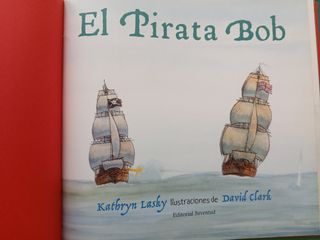 El Pirata Bob
Kathryn Lasky Ilustraciones de David Clark
Editorial Juventud